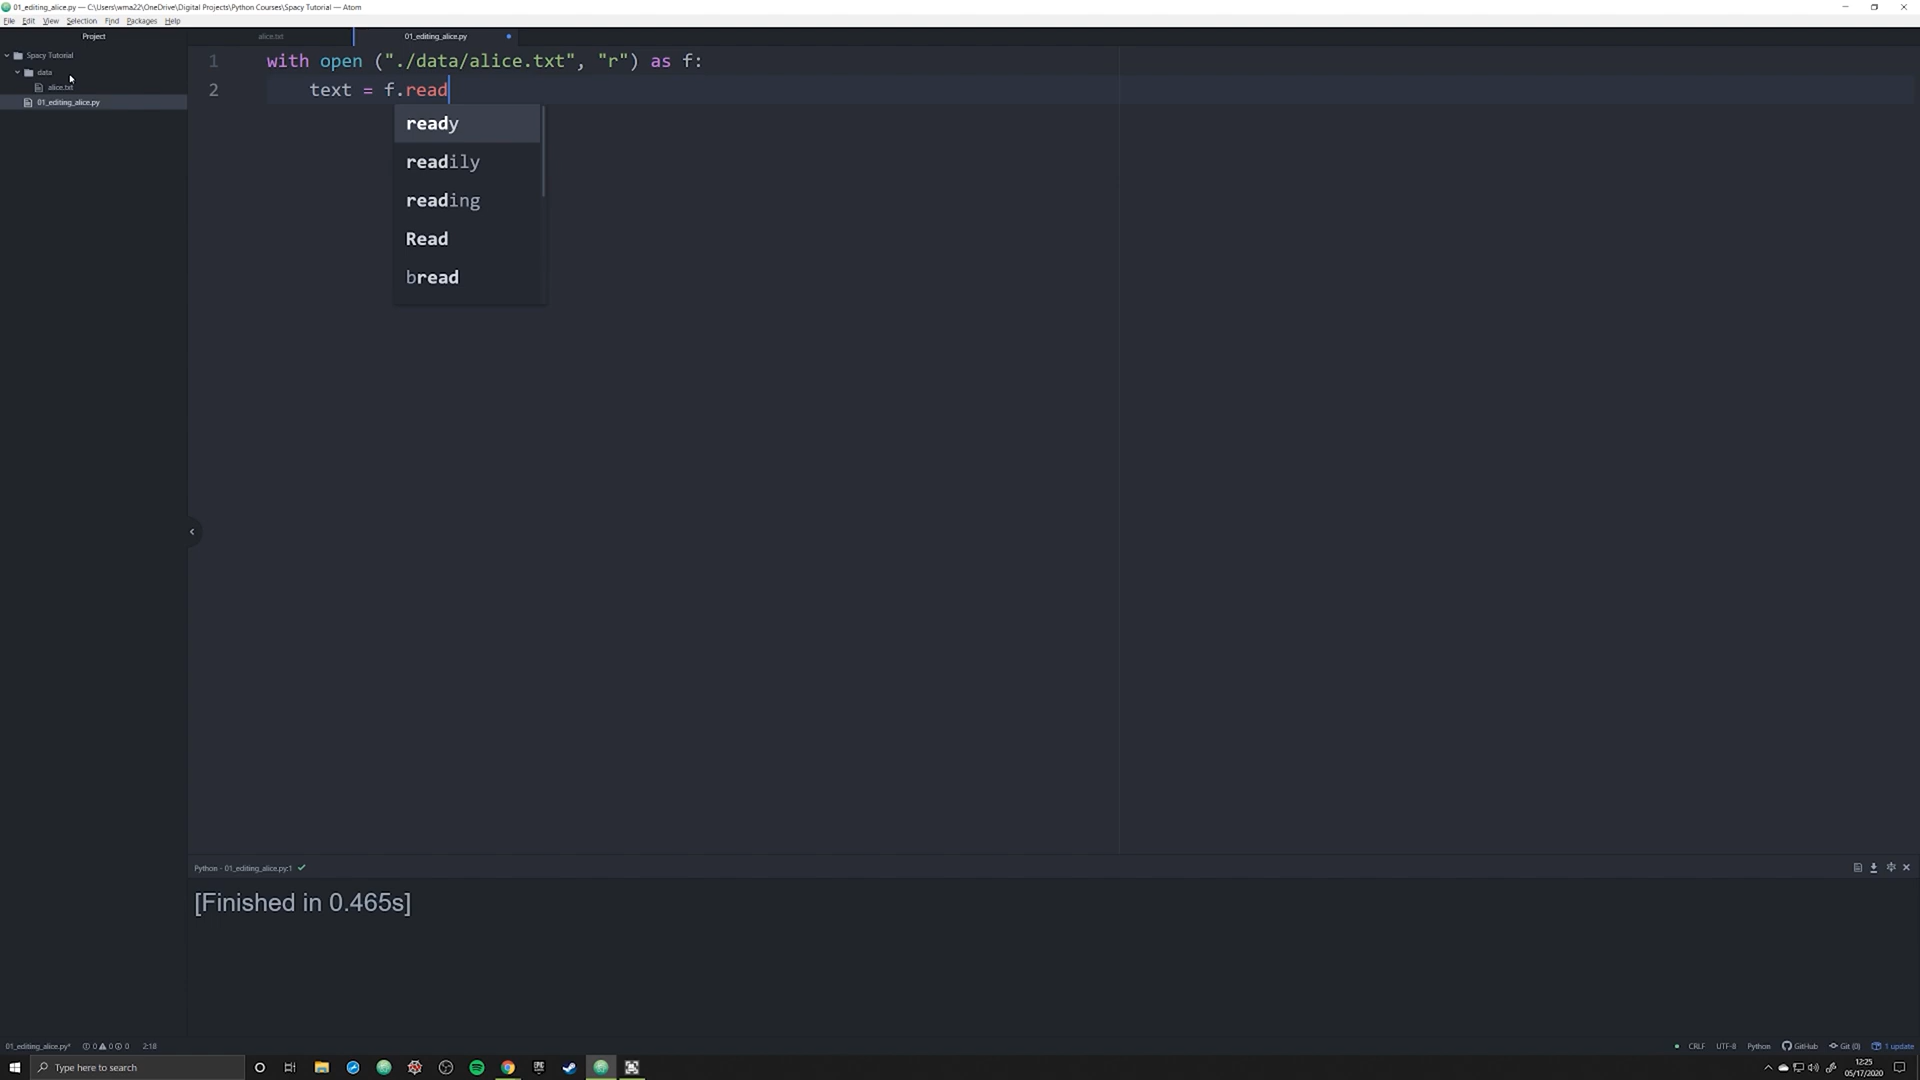 01_editing_alice.py — C:\Users\wma22\OneDrive\Digital Projects\Python Courses\Spacy Tutorial — Atom
File Edit View Selection Find Packages Help
Project
alice.txt
01_editing_alice.py
Spacy Tutorial
data
alice.txt
01_editing_alice.py
1 with open ("./data/alice.txt", "r") as f:
2 text = f.read
ready
readily
reading
Read
bread
Python - 01_editing_alice.py:1
[Finished in 0.465s]
01_editing_alice.py* 0 0 0 2:18
CRLF UTF-8 Python GitHub Git (0) 1 update
Type here to search
12:25
05/17/2020